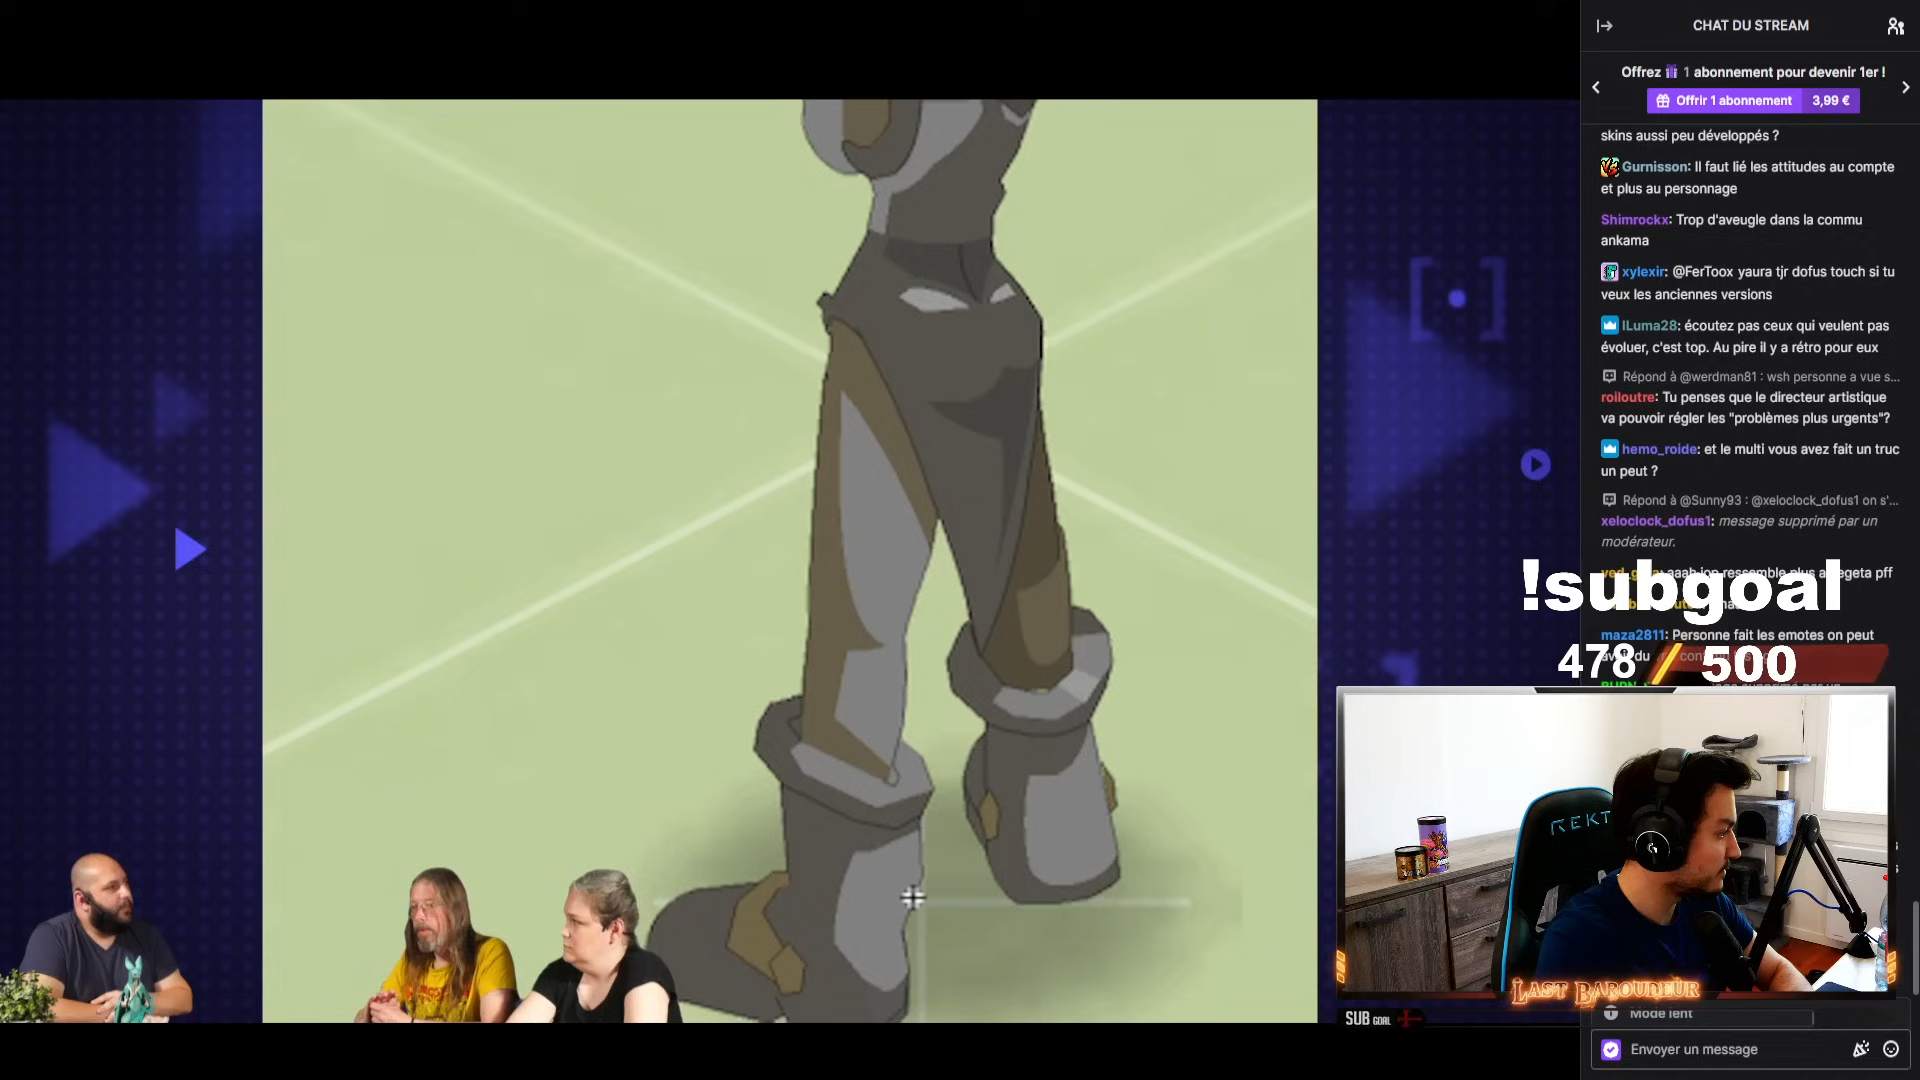 CHAT DU STREAM
Offrez 1 abonnement pour devenir 1er !
Offrir 1 abonnement 3,99 €
skins aussi peu développés ?
Gurnisson: Il faut lié les attitudes au compte
et plus au personnage
Shimrockx: Trop d'aveugle dans la commu
ankama
xylexir: @FerToox yaura tjr dofus touch si tu
veux les anciennes versions
ILuma28: écoutez pas ceux qui veulent pas
évoluer, c'est top. Au pire il y a rétro pour eux
Répond à @werdman81 : wsh personne a vue s...
roiloutre: Tu penses que le directeur artistique
va pouvoir régler les "problèmes plus urgents"?
hemo_roide: et le multi vous avez fait un truc
un peut ?
Répond à @Sunny93 : @xeloclock_dofus1 on s'...
xeloclock_dofus1: message supprimé par un
modérateur.
iop ressemble plus a vegeta pff
!subgoal
maza2811: Personne fait les emotes on peut
478 / 500
REKT
LAST BAROUDEUR
SUB GOAL
Mode lent
Envoyer un message